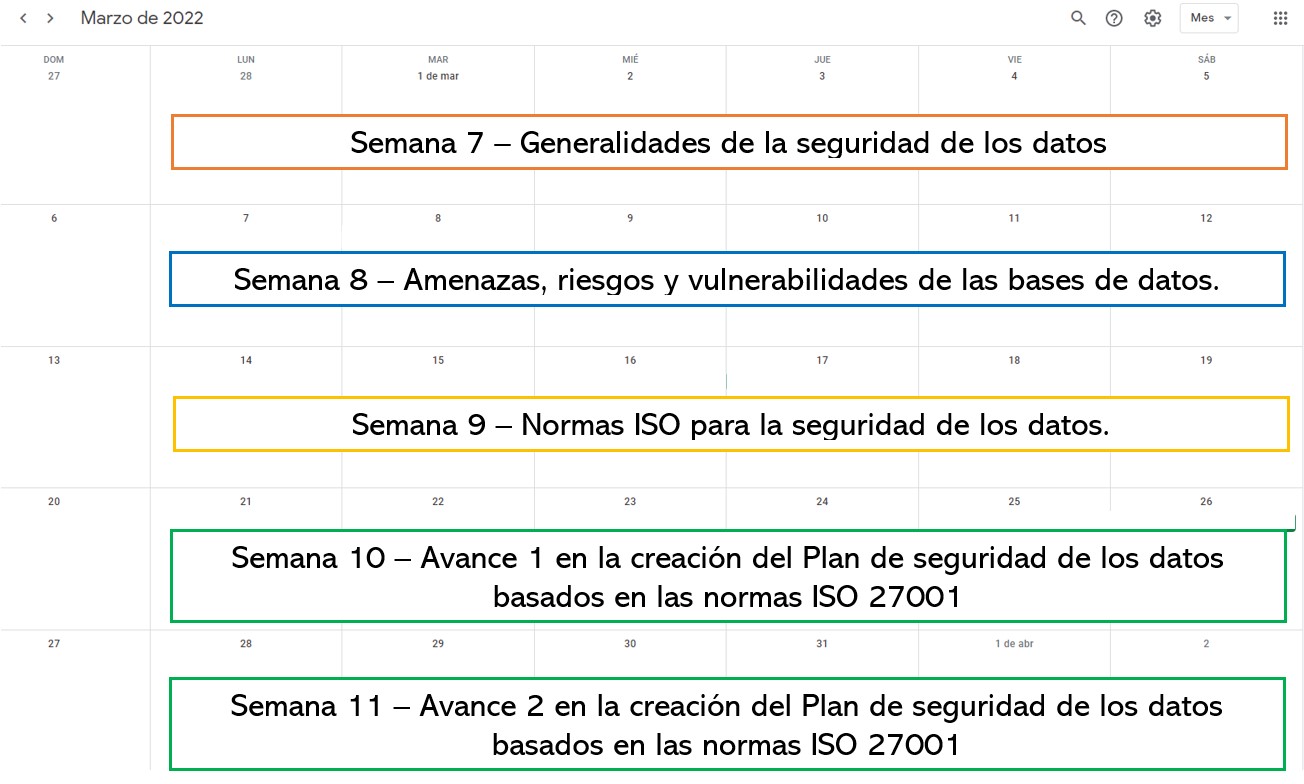 Marzo de 2022
Mes
DOM LUN MAR MIÉ JUE VIE SÁB
27 28 1 de mar 2 3 4 5
Semana 7 – Generalidades de la seguridad de los datos
6 7 8 9 10 11 12
Semana 8 – Amenazas, riesgos y vulnerabilidades de las bases de datos.
13 14 15 16 17 18 19
Semana 9 – Normas ISO para la seguridad de los datos.
20 21 22 23 24 25 26
Semana 10 – Avance 1 en la creación del Plan de seguridad de los datos
basados en las normas ISO 27001
27 28 29 30 31 1 de abr 2
Semana 11 – Avance 2 en la creación del Plan de seguridad de los datos
basados en las normas ISO 27001